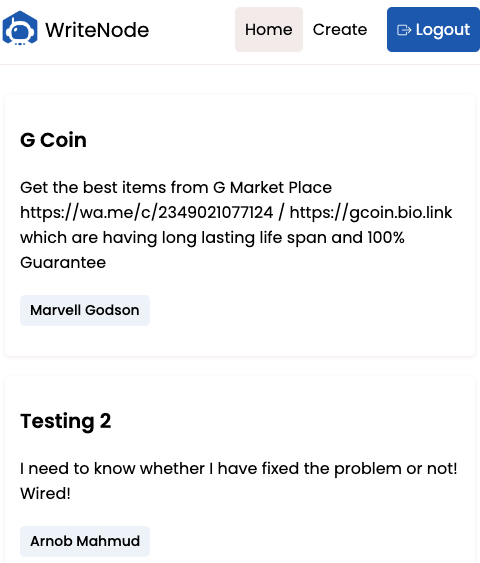 WriteNode
Home Create Logout
G Coin
Get the best items from G Market Place
https://wa.me/c/2349021077124 / https://gcoin.bio.link
which are having long lasting life span and 100%
Guarantee
Marvell Godson
Testing 2
I need to know whether I have fixed the problem or not!
Wired!
Arnob Mahmud